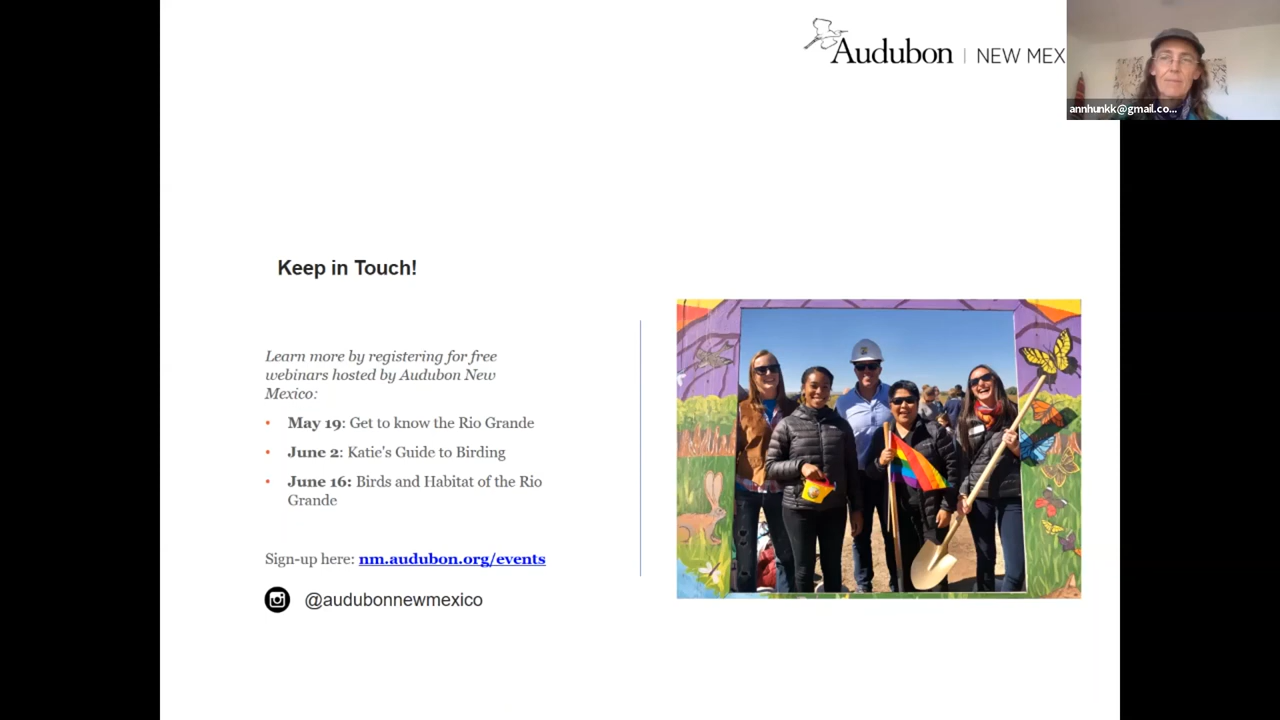 Audubon | NEW MEX
annhunkk@gmail.co...
Keep in Touch!
Learn more by registering for free
webinars hosted by Audubon New
Mexico:
• May 19: Get to know the Rio Grande
• June 2: Katie's Guide to Birding
• June 16: Birds and Habitat of the Rio
Grande
Sign-up here: nm.audubon.org/events
@audubonnewmexico